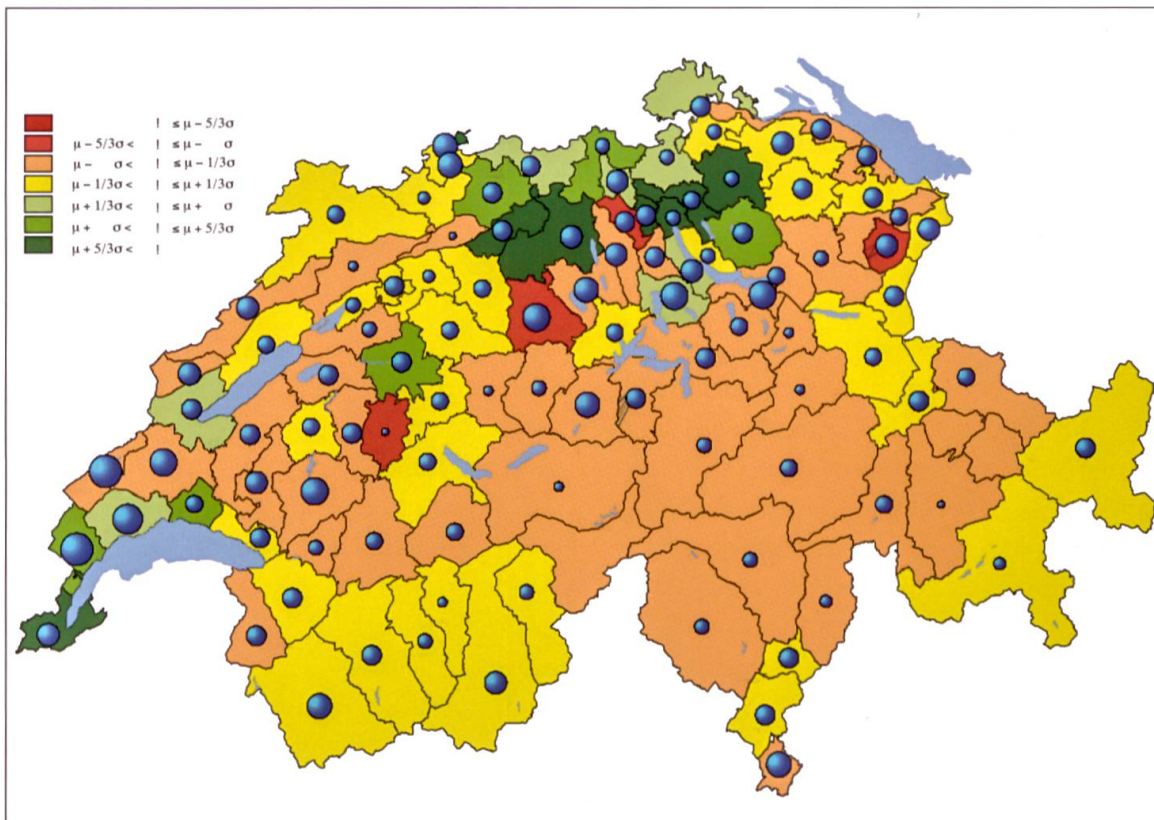 I ≤ μ − 5/3σ
μ − 5/3σ < I ≤ μ − σ
μ − σ < I ≤ μ − 1/3σ
μ − 1/3σ < I ≤ μ + 1/3σ
μ + 1/3σ < I ≤ μ + σ
μ + σ < I ≤ μ + 5/3σ
μ + 5/3σ < I